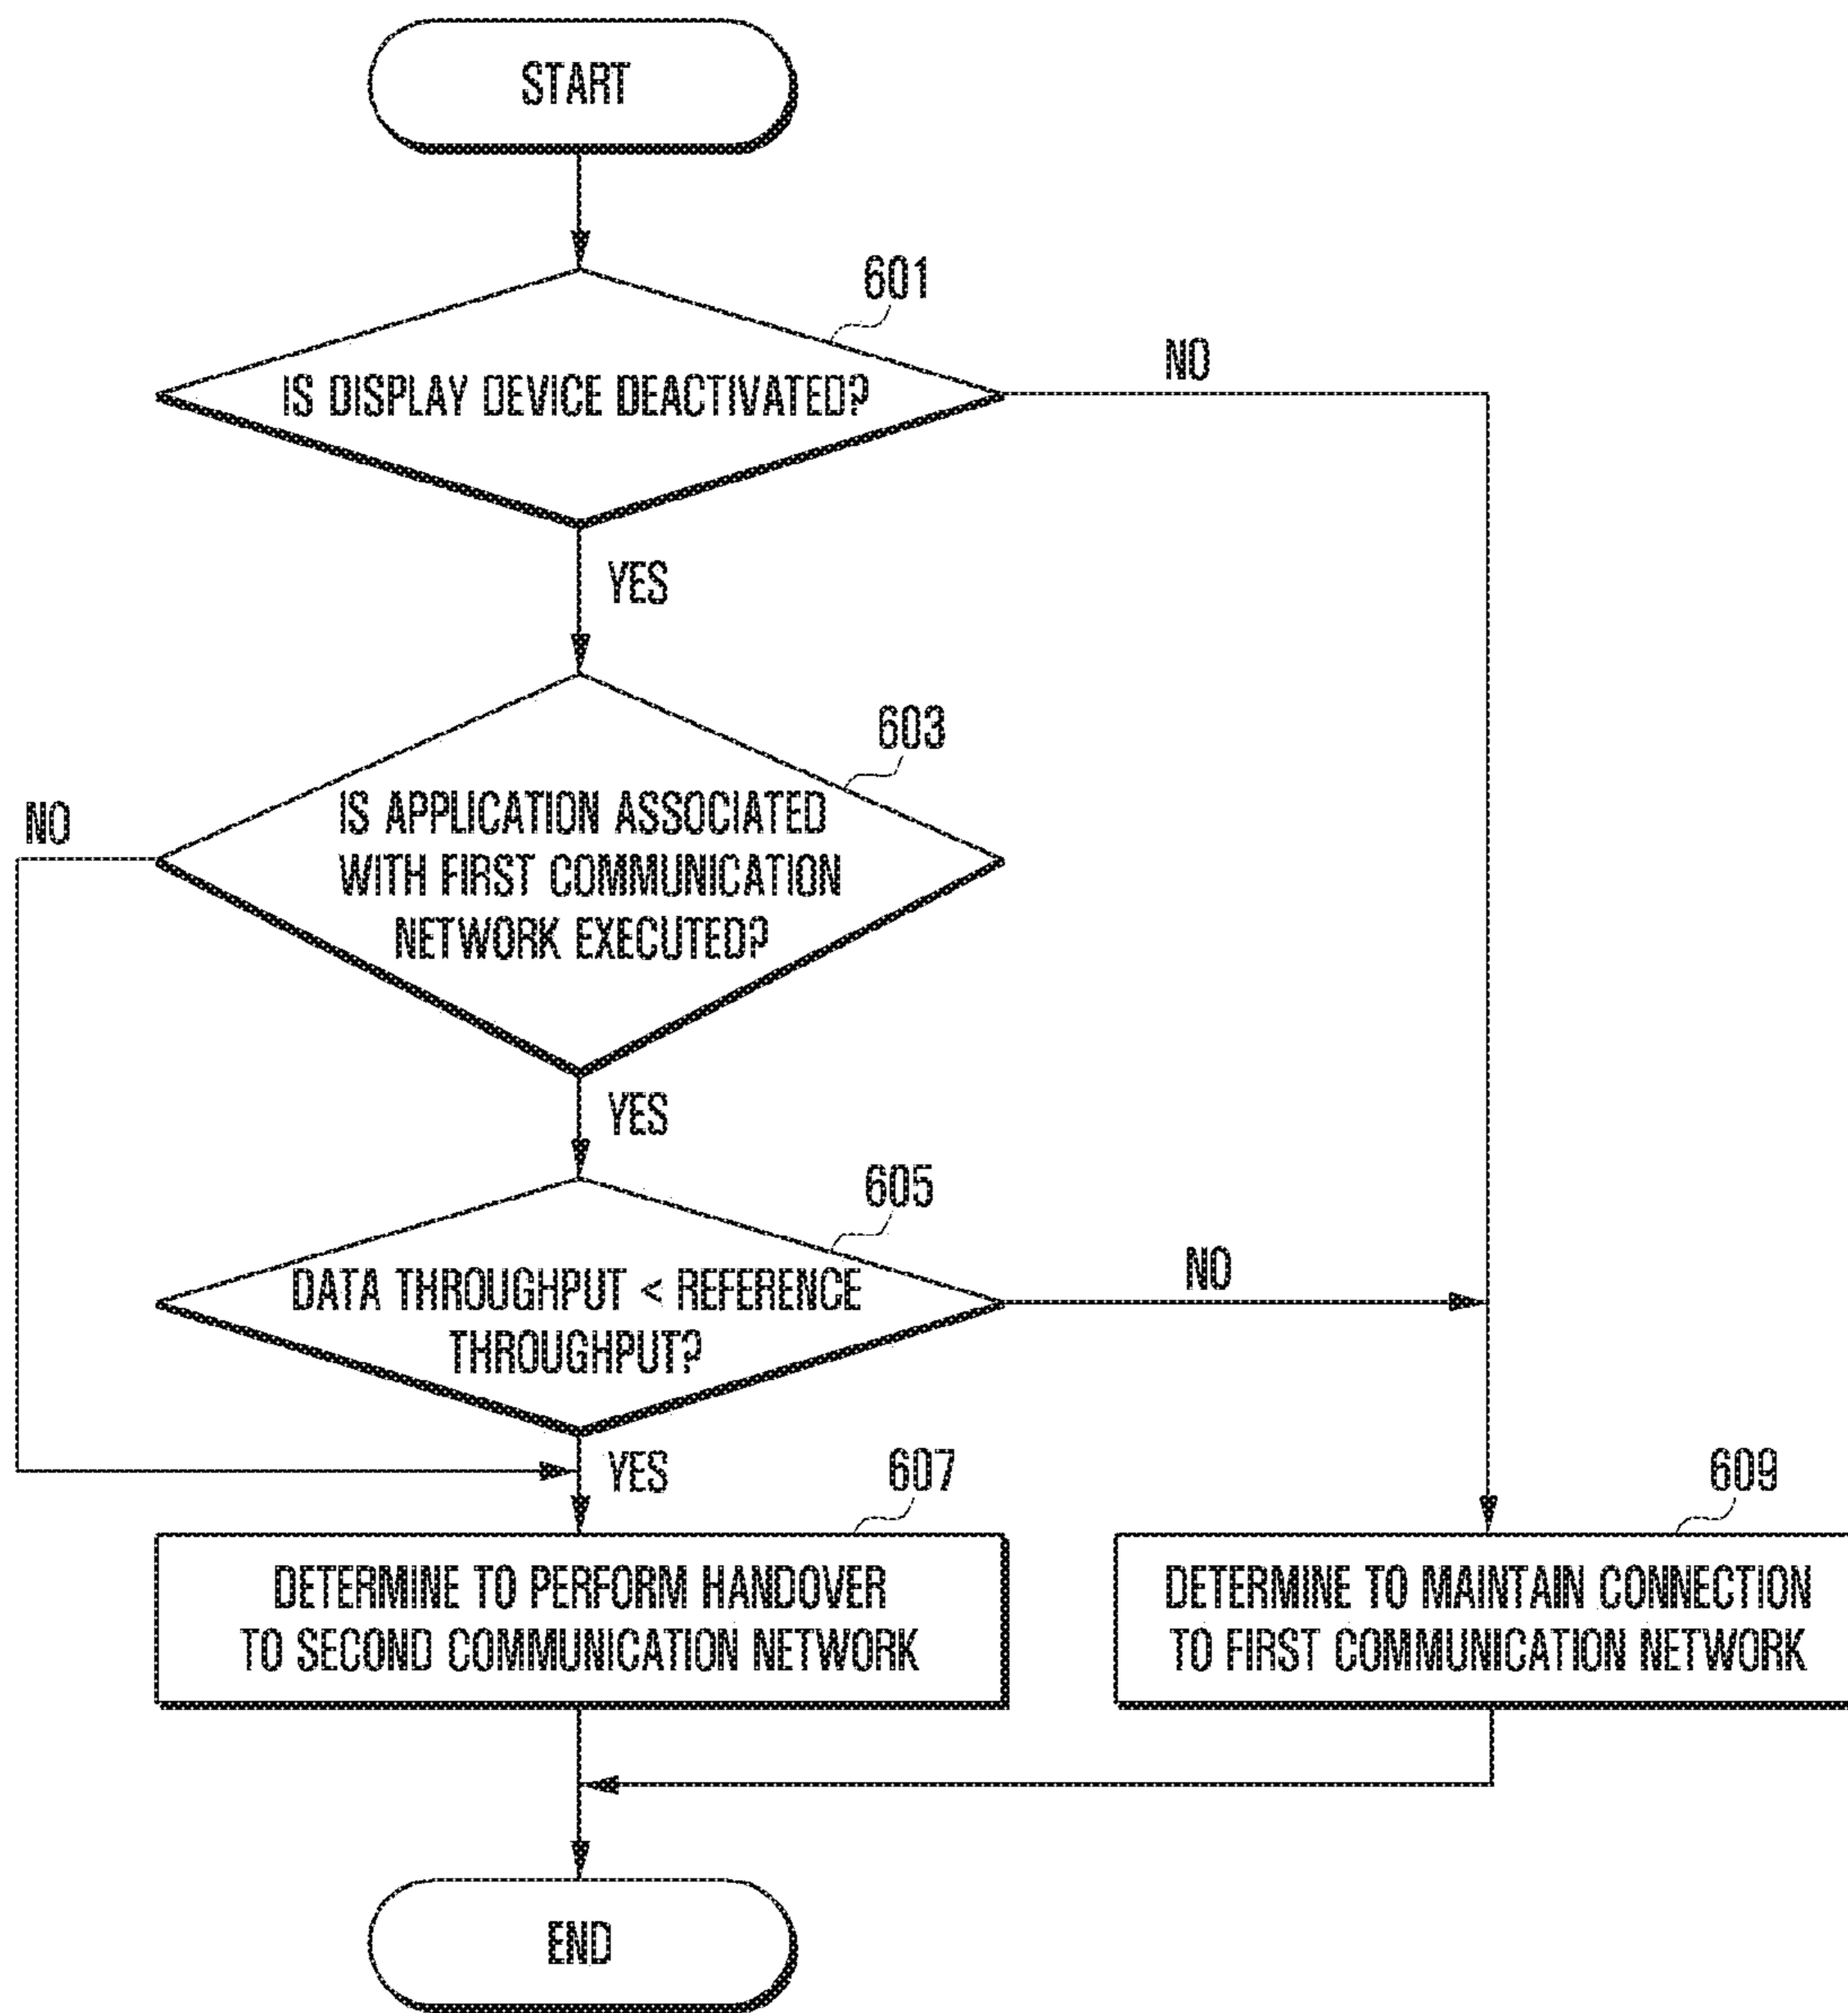 START
601
IS DISPLAY DEVICE DEACTIVATED?
NO
YES
603
IS APPLICATION ASSOCIATED
WITH FIRST COMMUNICATION
NETWORK EXECUTED?
NO
YES
605
DATA THROUGHPUT < REFERENCE
THROUGHPUT?
NO
YES
607
DETERMINE TO PERFORM HANDOVER
TO SECOND COMMUNICATION NETWORK
609
DETERMINE TO MAINTAIN CONNECTION
TO FIRST COMMUNICATION NETWORK
END